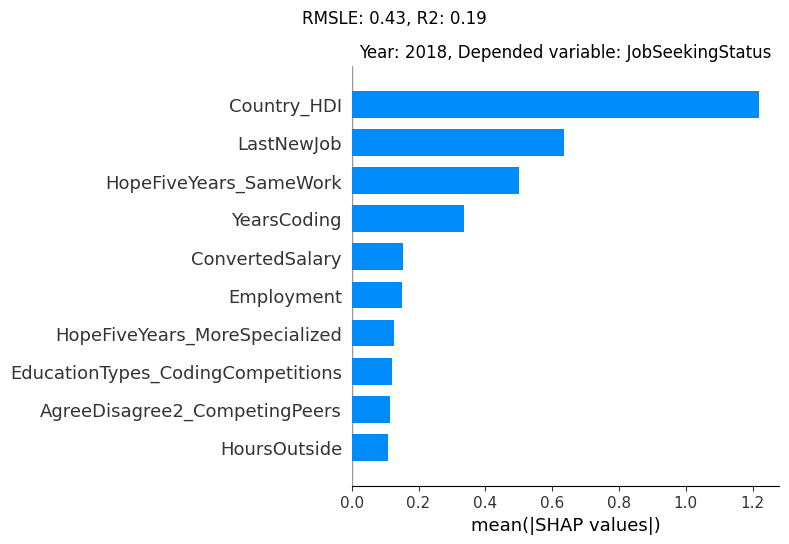 RMSLE: 0.43, R2: 0.19
Year: 2018, Depended variable: JobSeekingStatus
Country_HDI
LastNewJob
HopeFiveYears_SameWork
YearsCoding
ConvertedSalary
Employment
HopeFiveYears_MoreSpecialized
EducationTypes_CodingCompetitions
AgreeDisagree2_CompetingPeers
HoursOutside
0.0 0.2 0.4 0.6 0.8 1.0 1.2
mean(|SHAP values|)